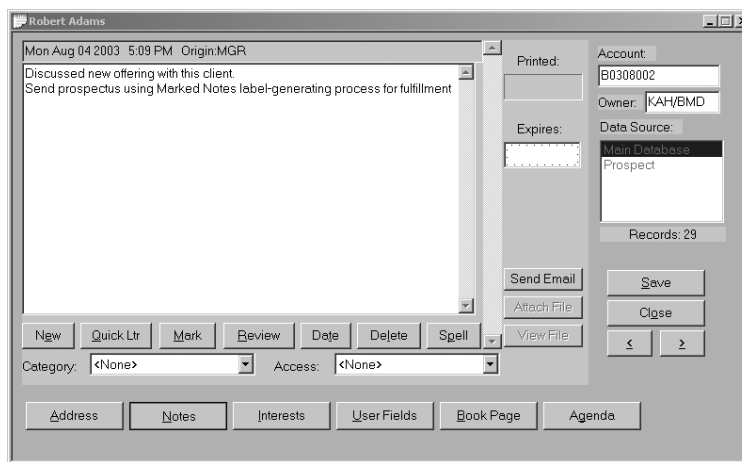 Robert Adams
Mon Aug 04 2003 5:09 PM Origin:MGR
Discussed new offering with this client.
Send prospectus using Marked Notes label-generating process for fulfillment
Printed:
Expires:
Account:
B0308002
Owner: KAH/BMD
Data Source:
Main Database
Prospect
Records: 29
Send Email
Attach File
View File
Save
Close
< >
New Quick Ltr Mark Review Date Delete Spell
Category: <None> Access: <None>
Address Notes Interests User Fields Book Page Agenda